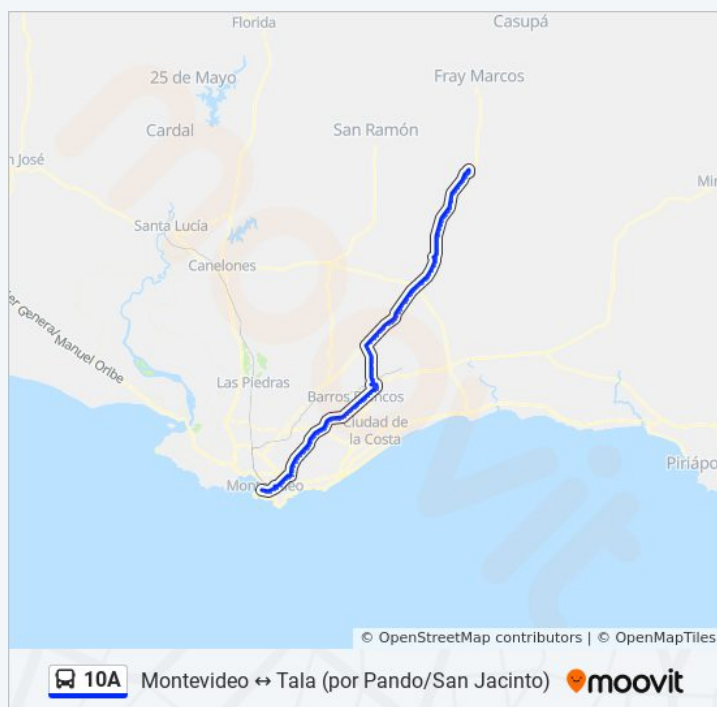 Casupá
Florida
25 de Mayo
Fray Marcos
Cardal
San Ramón
n José
Mi
Santa Lucía
Canelones
ier General Manuel Oribe
Las Piedras
Barros Blancos
Ciudad de
la Costa
Piriápo
Montevideo
moovit
© OpenStreetMap contributors | © OpenMapTiles
10A Montevideo ↔ Tala (por Pando/San Jacinto) moovit